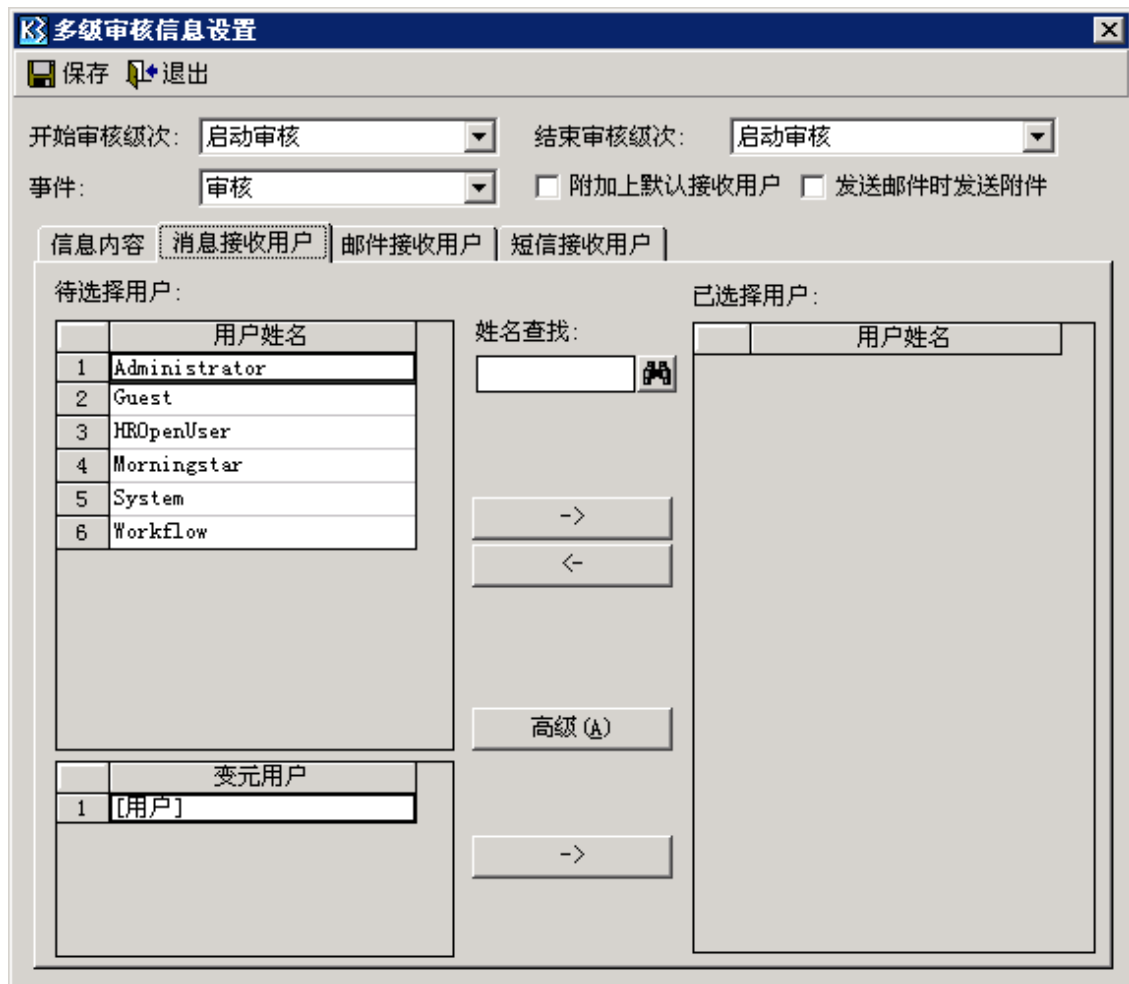 K3 多级审核信息设置
保存 退出
开始审核级次: 启动审核 结束审核级次: 启动审核
事件: 审核 附加上默认接收用户 发送邮件时发送附件
信息内容 消息接收用户 邮件接收用户 短信接收用户
待选择用户: 已选择用户:
用户姓名 姓名查找: 用户姓名
1 Administrator
2 Guest
3 HROpenUser
4 Morningstar
5 System
6 Workflow
->
<-
高级(A)
变元用户
1 [用户]
->